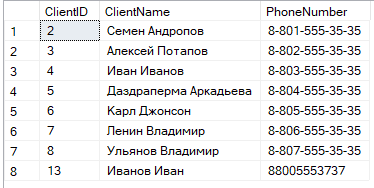 ClientID ClientName PhoneNumber
1 2 Семен Андропов 8-801-555-35-35
2 3 Алексей Потапов 8-802-555-35-35
3 4 Иван Иванов 8-803-555-35-35
4 5 Даздраперма Аркадьева 8-804-555-35-35
5 6 Карл Джонсон 8-805-555-35-35
6 7 Ленин Владимир 8-806-555-35-35
7 8 Ульянов Владимир 8-807-555-35-35
8 13 Иванов Иван 88005553737